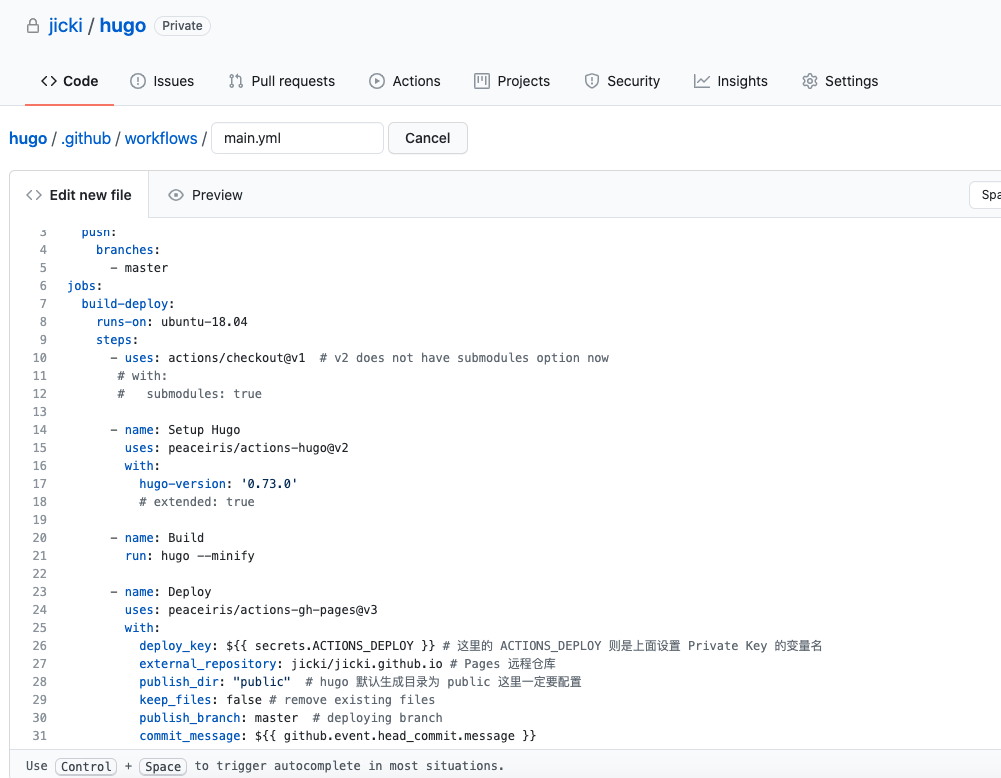 jicki / hugo Private
Code Issues Pull requests Actions Projects Security Insights Settings
hugo / .github / workflows / main.yml Cancel
Edit new file Preview
3 push:
4 branches:
5 - master
6 jobs:
7 build-deploy:
8 runs-on: ubuntu-18.04
9 steps:
10 - uses: actions/checkout@v1 # v2 does not have submodules option now
11 # with:
12 # submodules: true
13
14 - name: Setup Hugo
15 uses: peaceiris/actions-hugo@v2
16 with:
17 hugo-version: '0.73.0'
18 # extended: true
19
20 - name: Build
21 run: hugo --minify
22
23 - name: Deploy
24 uses: peaceiris/actions-gh-pages@v3
25 with:
26 deploy_key: ${{ secrets.ACTIONS_DEPLOY }} # 这里的 ACTIONS_DEPLOY 则是上面设置 Private Key 的变量名
27 external_repository: jicki/jicki.github.io # Pages 远程仓库
28 publish_dir: "public" # hugo 默认生成目录为 public 这里一定要配置
29 keep_files: false # remove existing files
30 publish_branch: master # deploying branch
31 commit_message: ${{ github.event.head_commit.message }}
Use Control + Space to trigger autocomplete in most situations.